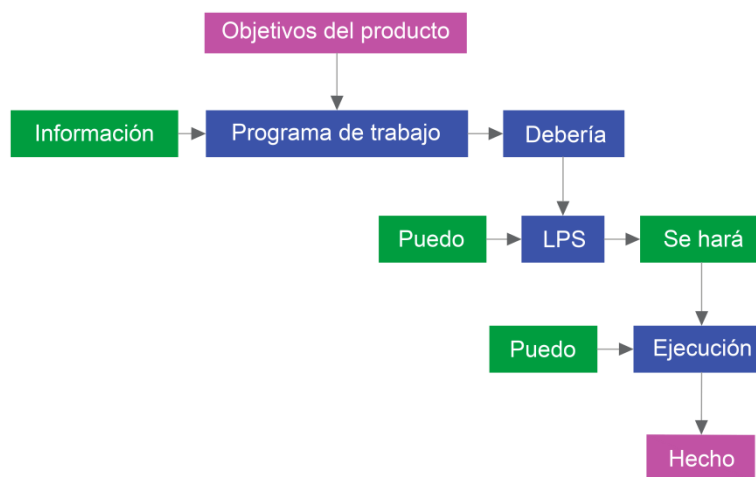 Objetivos del producto
Información
Programa de trabajo
Debería
Puedo
LPS
Se hará
Puedo
Ejecución
Hecho